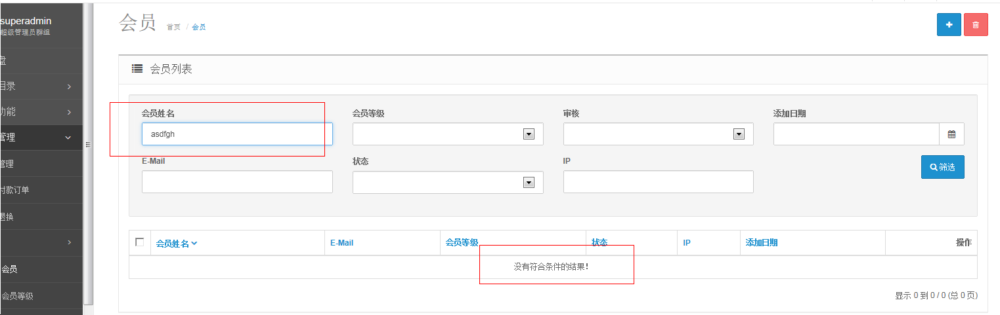 superadmin
超级管理员群组
盘
目录
功能
管理
管理
付款订单
退换
会员
会员等级
会员
首页 / 会员
会员列表
会员姓名 会员等级 审核 添加日期
asdfgh
E-Mail 状态 IP
筛选
会员姓名 E-Mail 会员等级 状态 IP 添加日期 操作
没有符合条件的结果!
显示 0 到 0 / 0 (总 0 页)